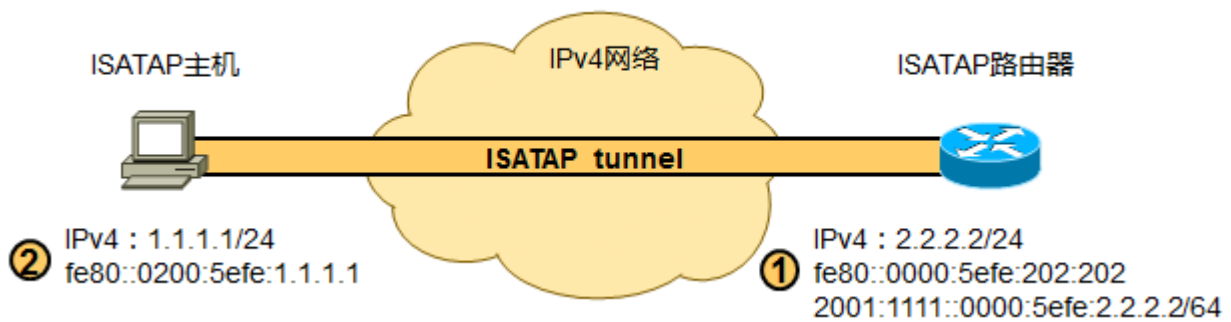 IPv4网络
ISATAP主机
ISATAP路由器
ISATAP tunnel
② IPv4：1.1.1.1/24
fe80::0200:5efe:1.1.1.1
① IPv4：2.2.2.2/24
fe80::0000:5efe:202:202
2001:1111::0000:5efe:2.2.2.2/64